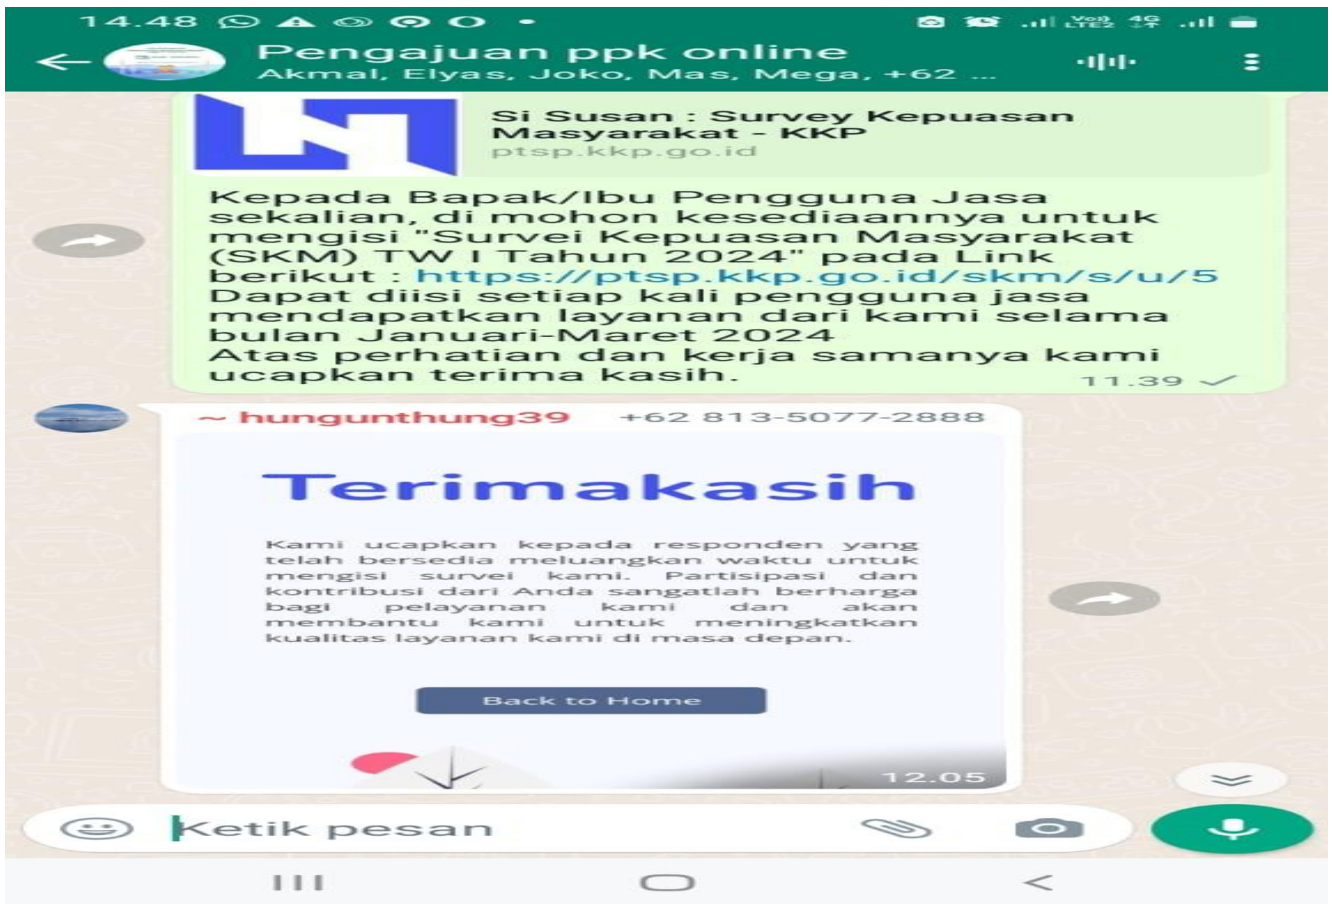 14.48
Vo)) 4G
LTE2
Pengajuan ppk online
Akmal, Elyas, Joko, Mas, Mega, +62 ...
Si Susan : Survey Kepuasan
Masyarakat - KKP
ptsp.kkp.go.id
Kepada Bapak/Ibu Pengguna Jasa
sekalian, di mohon kesediaannya untuk
mengisi "Survei Kepuasan Masyarakat
(SKM) TW I Tahun 2024" pada Link
berikut : https://ptsp.kkp.go.id/skm/s/u/5
Dapat diisi setiap kali pengguna jasa
mendapatkan layanan dari kami selama
bulan Januari-Maret 2024
Atas perhatian dan kerja samanya kami
ucapkan terima kasih.
11.39
~ hungunthung39 +62 813-5077-2888
Terimakasih
Kami ucapkan kepada responden yang
telah bersedia meluangkan waktu untuk
mengisi survei kami. Partisipasi dan
kontribusi dari Anda sangatlah berharga
bagi pelayanan kami dan akan
membantu kami untuk meningkatkan
kualitas layanan kami di masa depan.
Back to Home
12.05
Ketik pesan